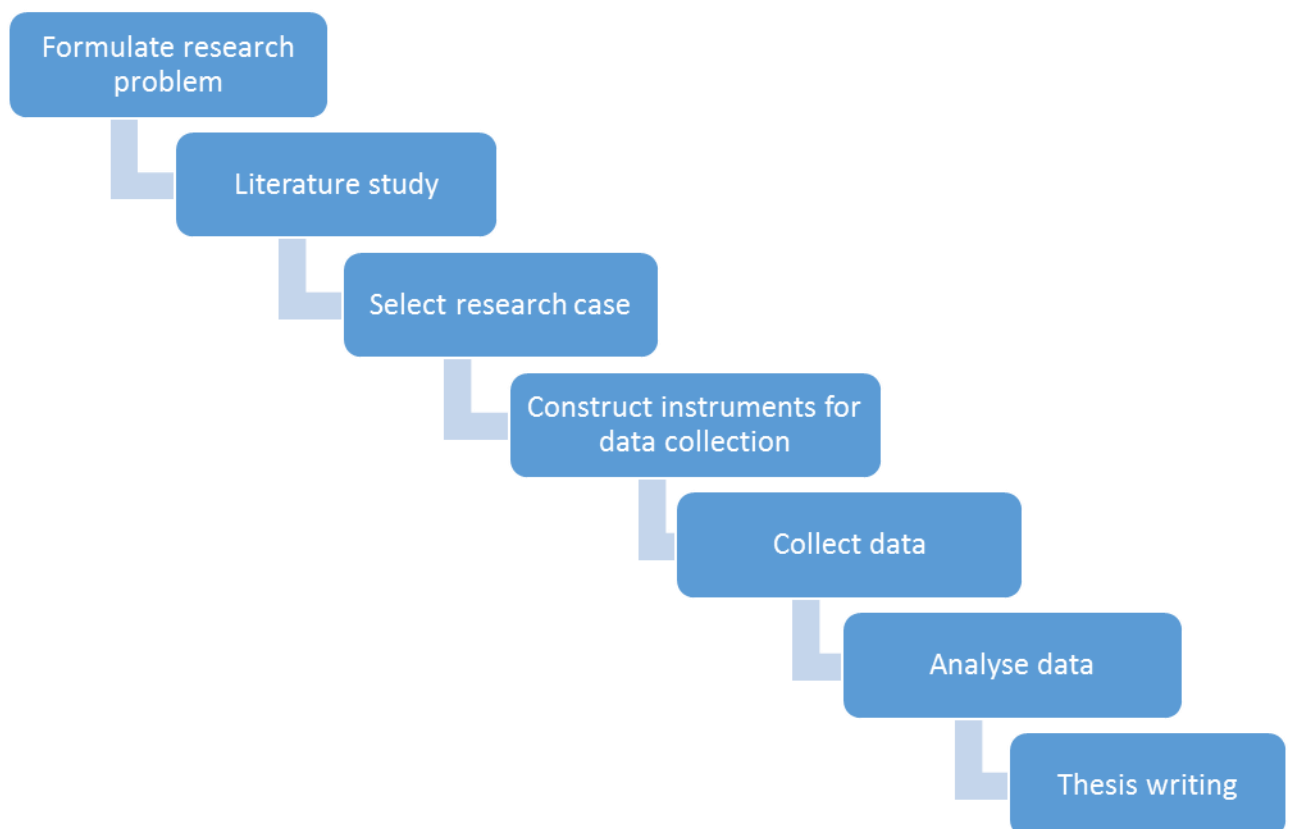 Formulate research
problem
Literature study
Select research case
Construct instruments for
data collection
Collect data
Analyse data
Thesis writing